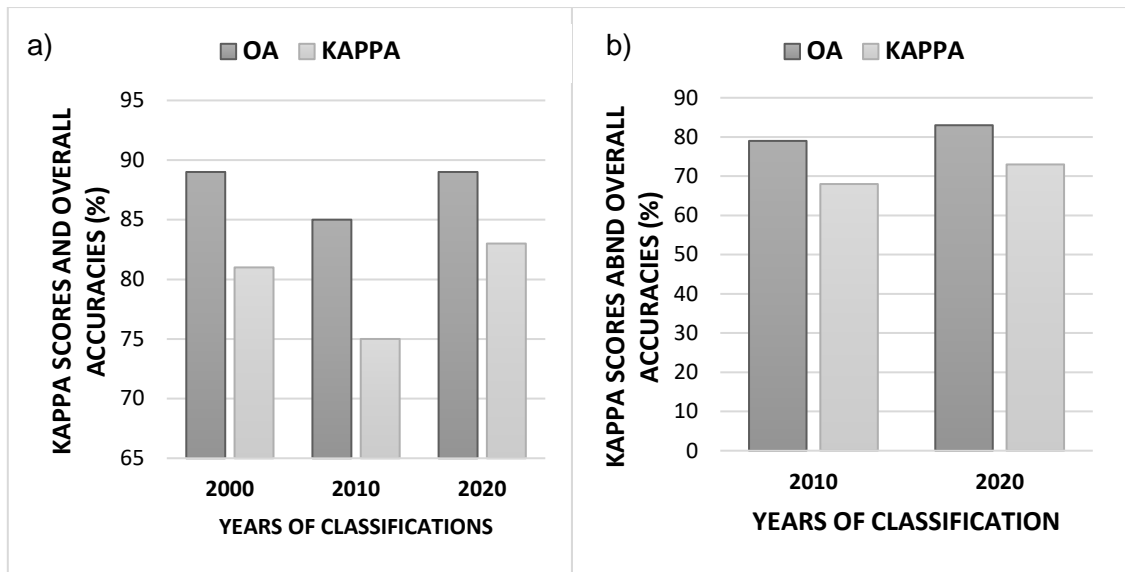 a)
OA KAPPA
KAPPA SCORES AND OVERALL
ACCURACIES (%)
95
90
85
80
75
70
65
2000 2010 2020
YEARS OF CLASSIFICATIONS
b)
OA KAPPA
KAPPA SCORES ABND OVERALL
ACCURACIES (%)
90
80
70
60
50
40
30
20
10
0
2010 2020
YEARS OF CLASSIFICATION